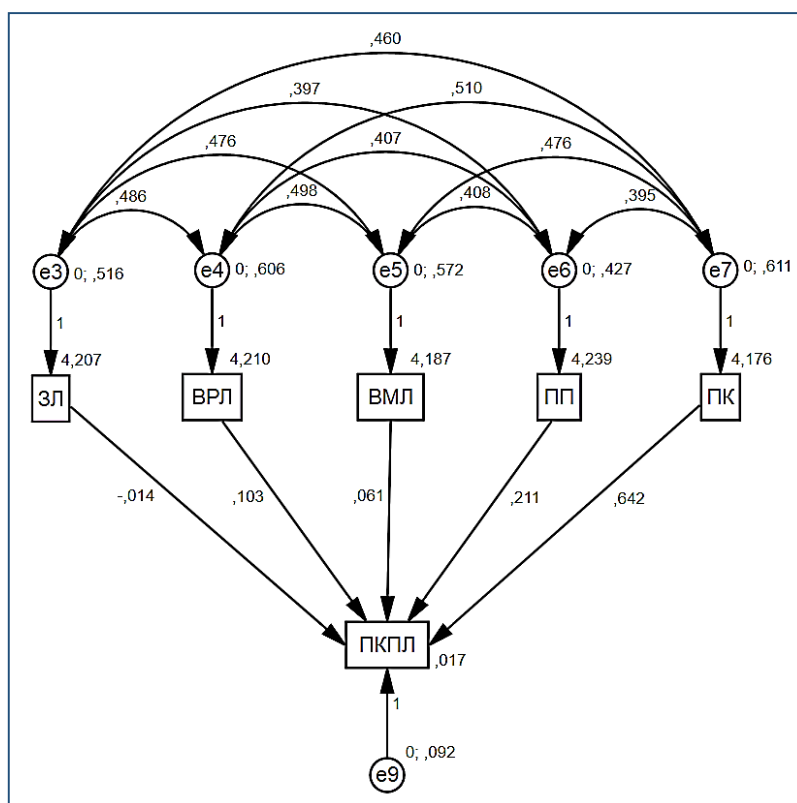 ,460
,397
,510
,476
,407
,476
,486
,498
,408
,395
e3
0; ,516
e4
0; ,606
e5
0; ,572
e6
0; ,427
e7
0; ,611
1
1
1
1
1
4,207
4,210
4,187
4,239
4,176
ЗЛ
ВРЛ
ВМЛ
ПП
ПК
-,014
,103
,061
,211
,642
ПКПЛ
,017
1
0; ,092
e9